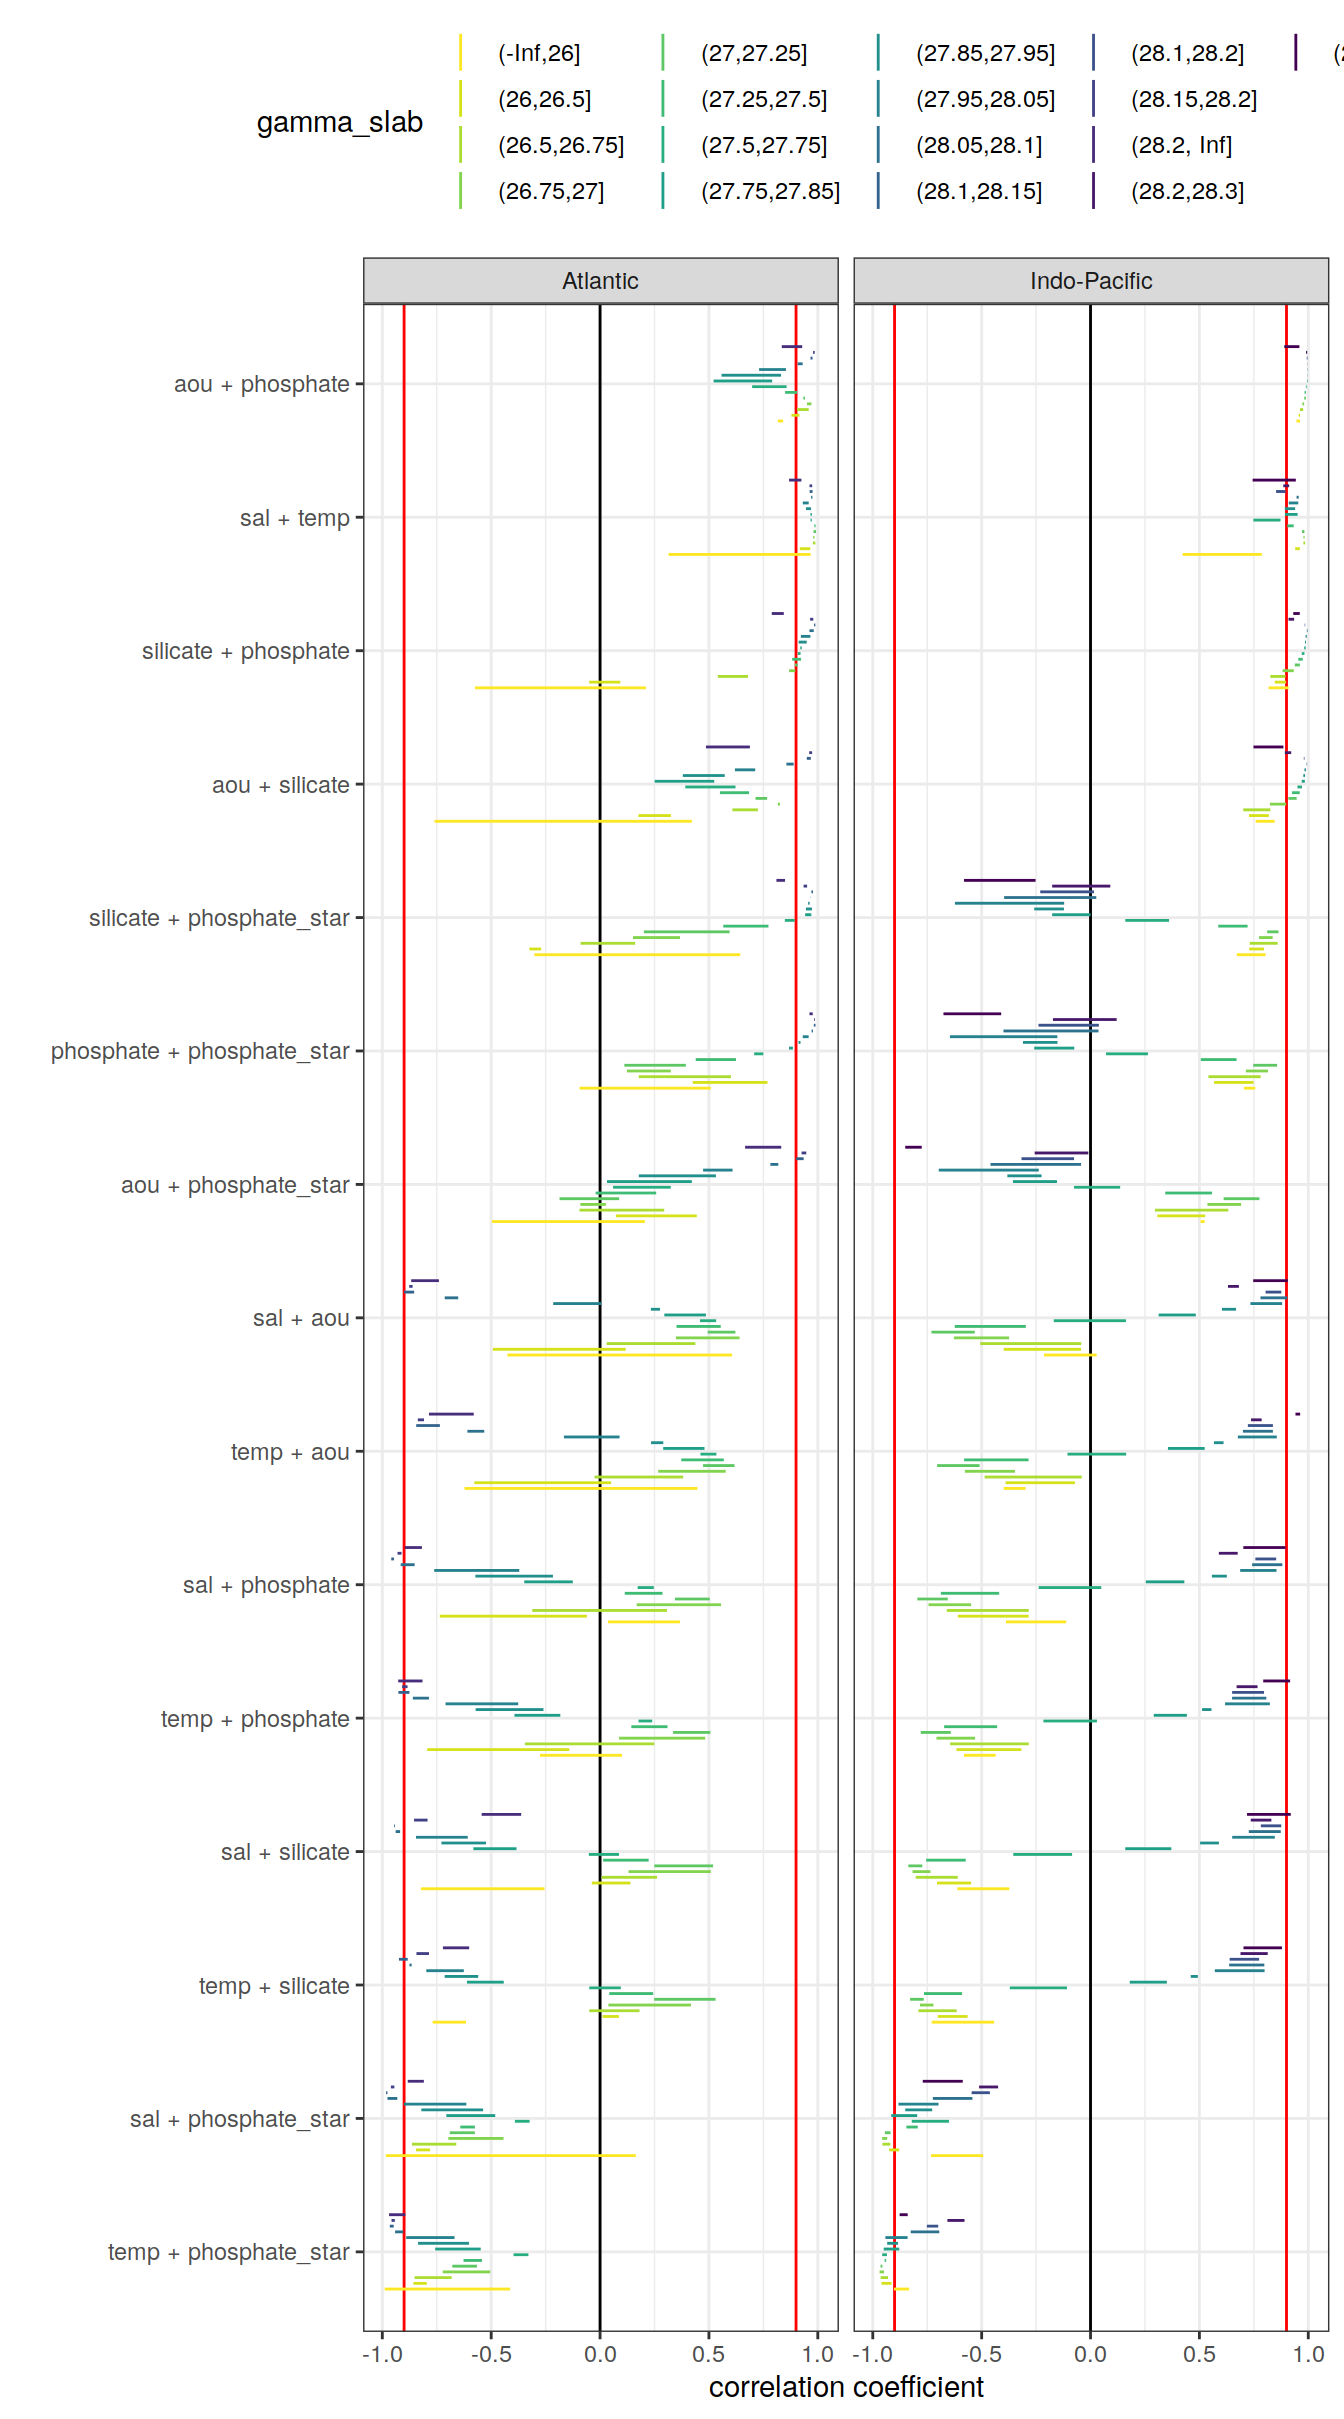 gamma_slab
(-Inf,26] (27,27.25] (27.85,27.95] (28.1,28.2]
(26,26.5] (27.25,27.5] (27.95,28.05] (28.15,28.2]
(26.5,26.75] (27.5,27.75] (28.05,28.1] (28.2, Inf]
(26.75,27] (27.75,27.85] (28.1,28.15] (28.2,28.3]
Atlantic Indo-Pacific
aou + phosphate
sal + temp
silicate + phosphate
aou + silicate
silicate + phosphate_star
phosphate + phosphate_star
aou + phosphate_star
sal + aou
temp + aou
sal + phosphate
temp + phosphate
sal + silicate
temp + silicate
sal + phosphate_star
temp + phosphate_star
-1.0 -0.5 0.0 0.5 1.0 -1.0 -0.5 0.0 0.5 1.0
correlation coefficient